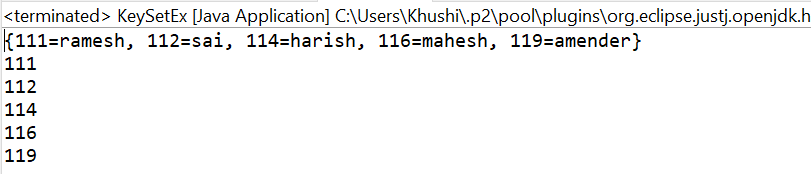 <terminated> KeySetEx [Java Application] C:\Users\Khushi\.p2\pool\plugins\org.eclipse.justj.openjdk.h
{111=ramesh, 112=sai, 114=harish, 116=mahesh, 119=amender}
111
112
114
116
119